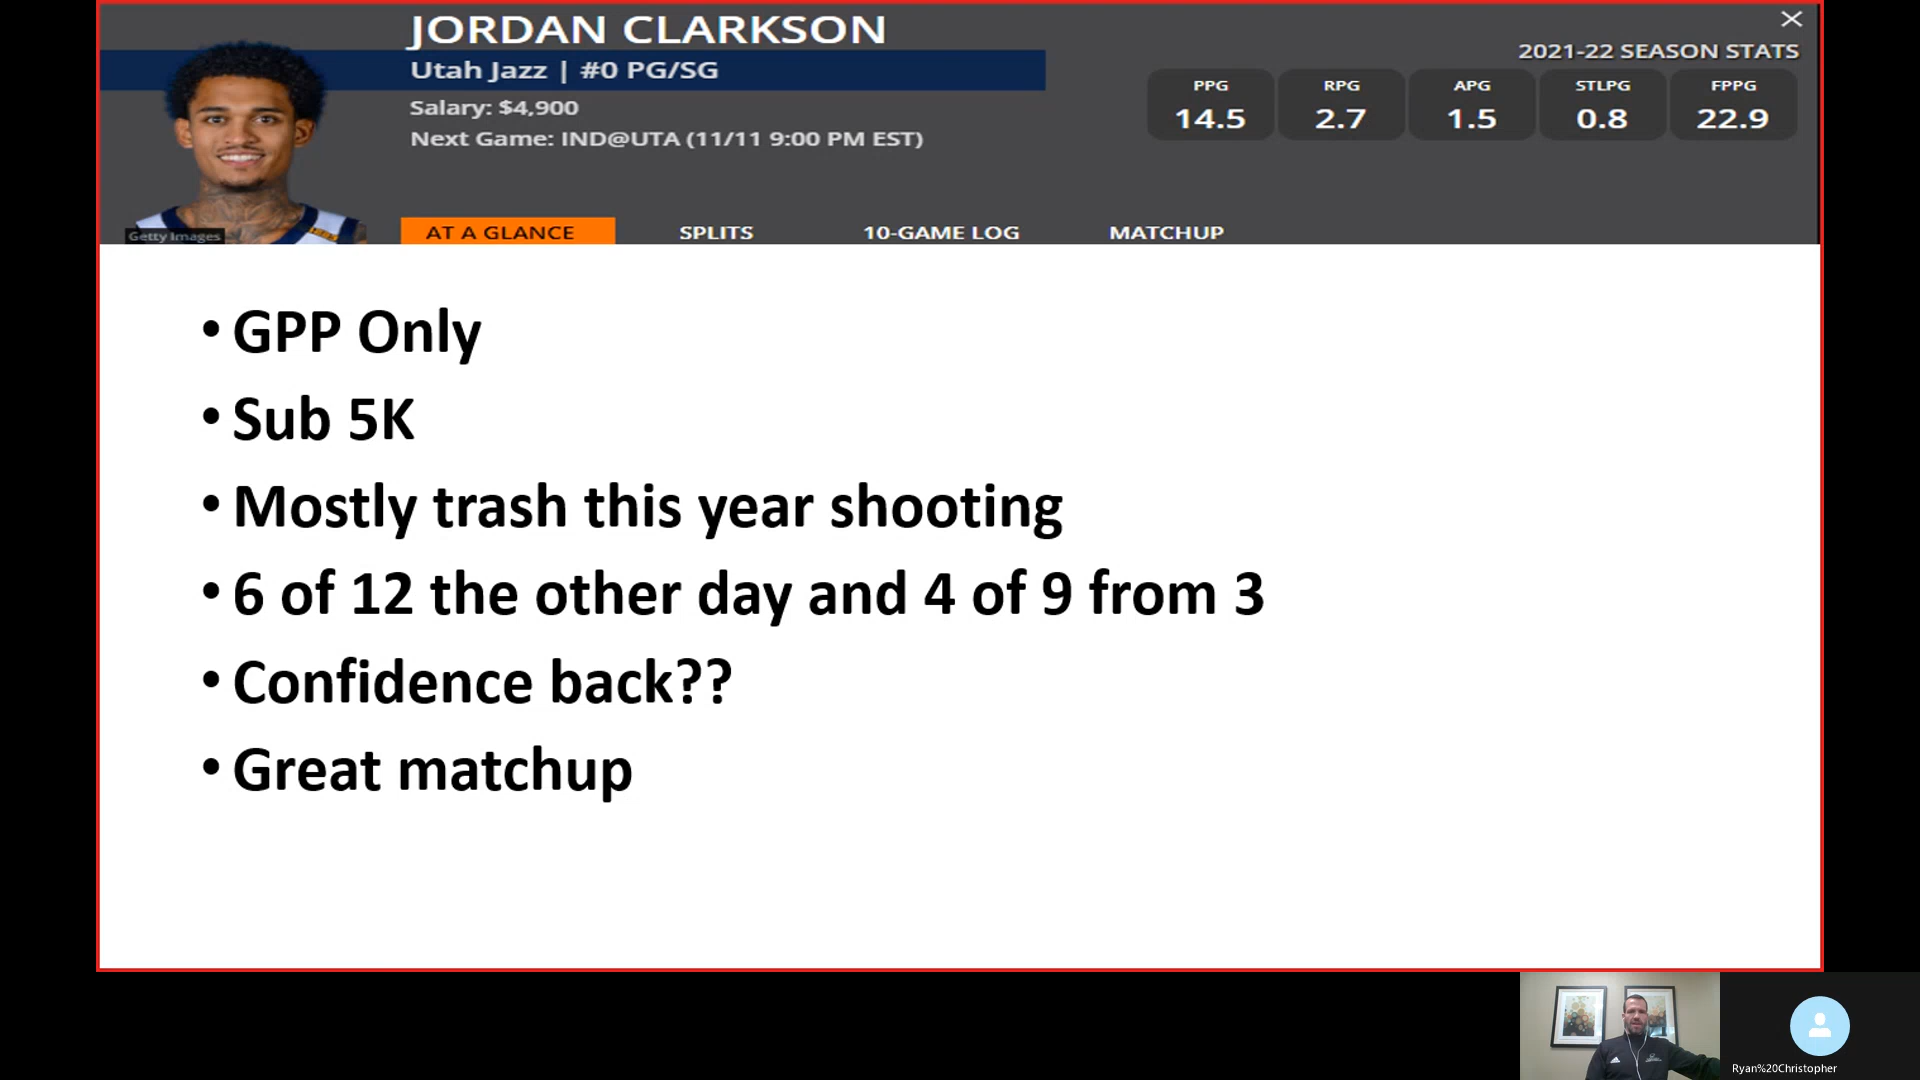 JORDAN CLARKSON
Utah Jazz | #0 PG/SG
Salary: $4,900
Next Game: IND@UTA (11/11 9:00 PM EST)
2021-22 SEASON STATS
PPG RPG APG STLPG FPPG
14.5 2.7 1.5 0.8 22.9
Getty Images
AT A GLANCE SPLITS 10-GAME LOG MATCHUP
• GPP Only
• Sub 5K
• Mostly trash this year shooting
• 6 of 12 the other day and 4 of 9 from 3
• Confidence back??
• Great matchup
Ryan%20Christopher